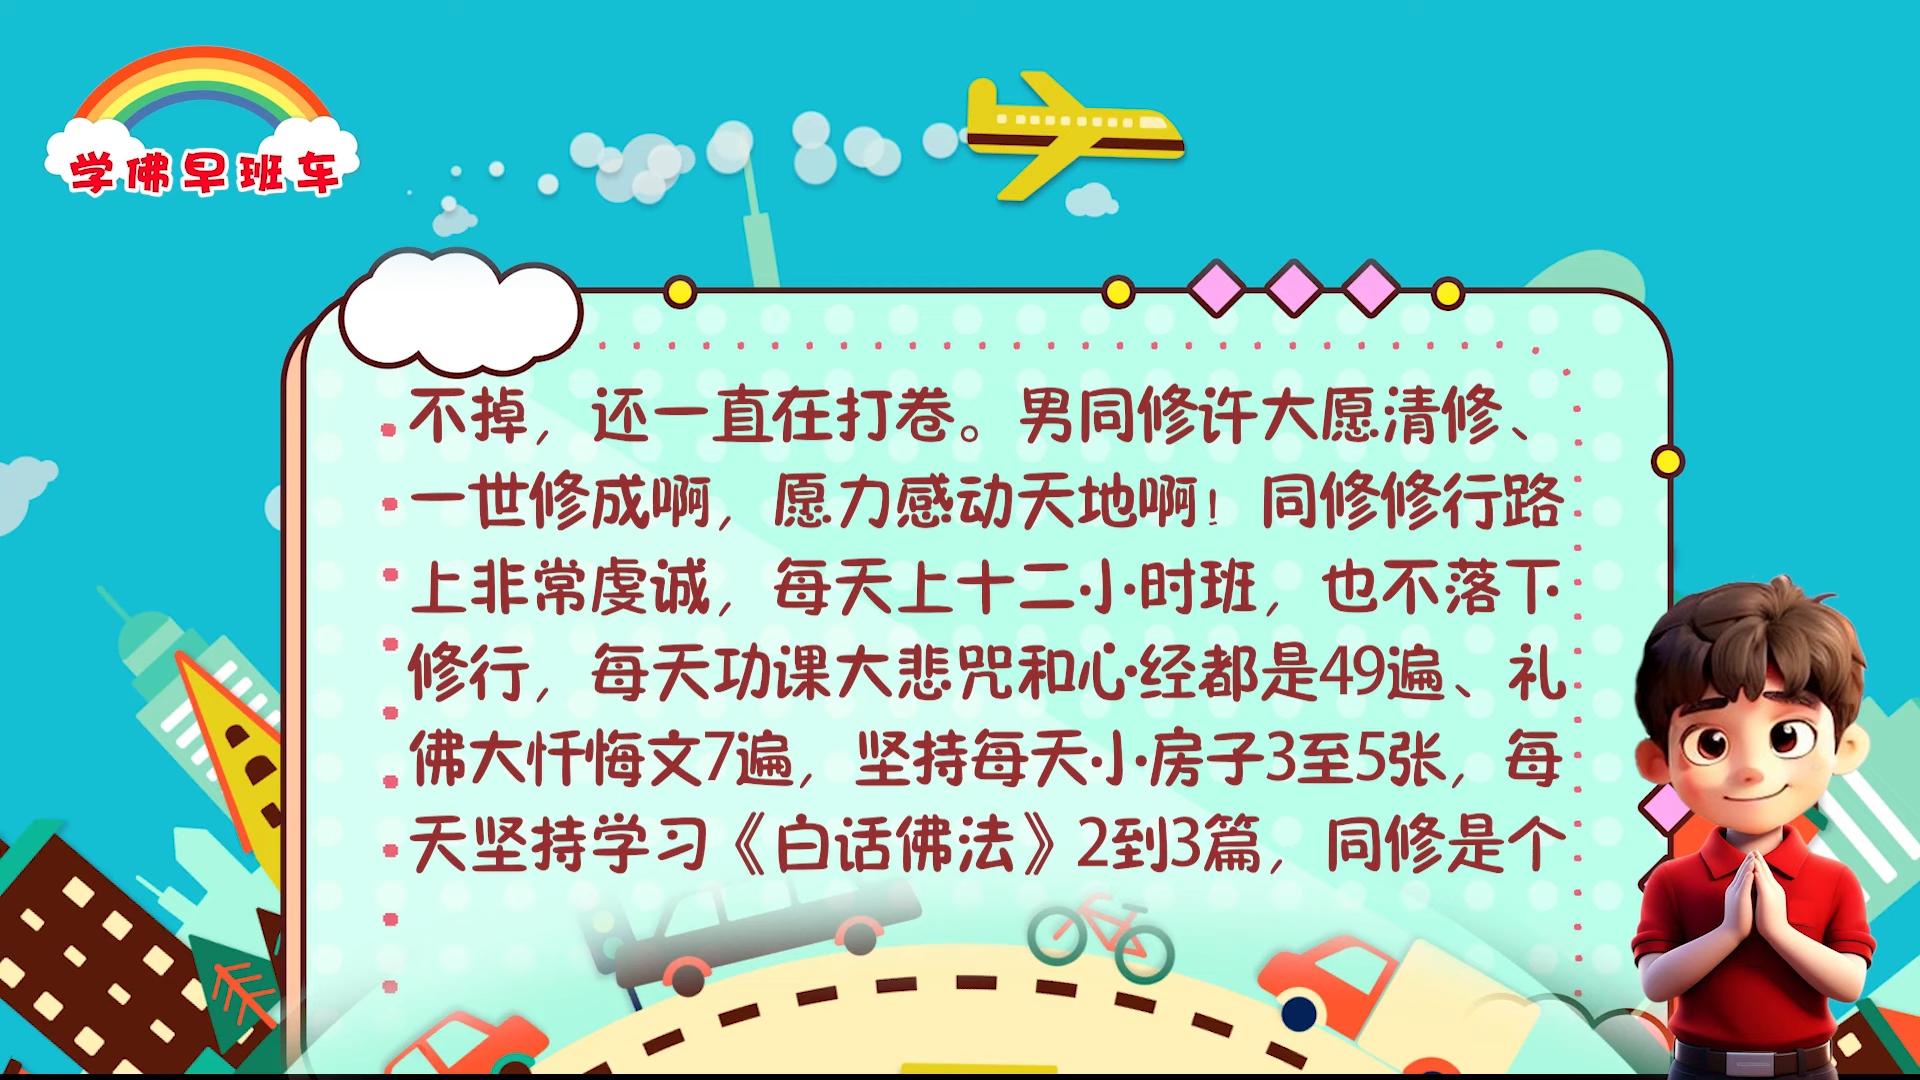 学佛早班车
不掉，还一直在打卷。男同修许大愿清修、
一世修成啊，愿力感动天地啊！同修修行路
上非常虔诚，每天上十二小时班，也不落下
修行，每天功课大悲咒和心经都是49遍、礼
佛大忏悔文7遍，坚持每天小房子3至5张，每
天坚持学习《白话佛法》2到3篇，同修是个